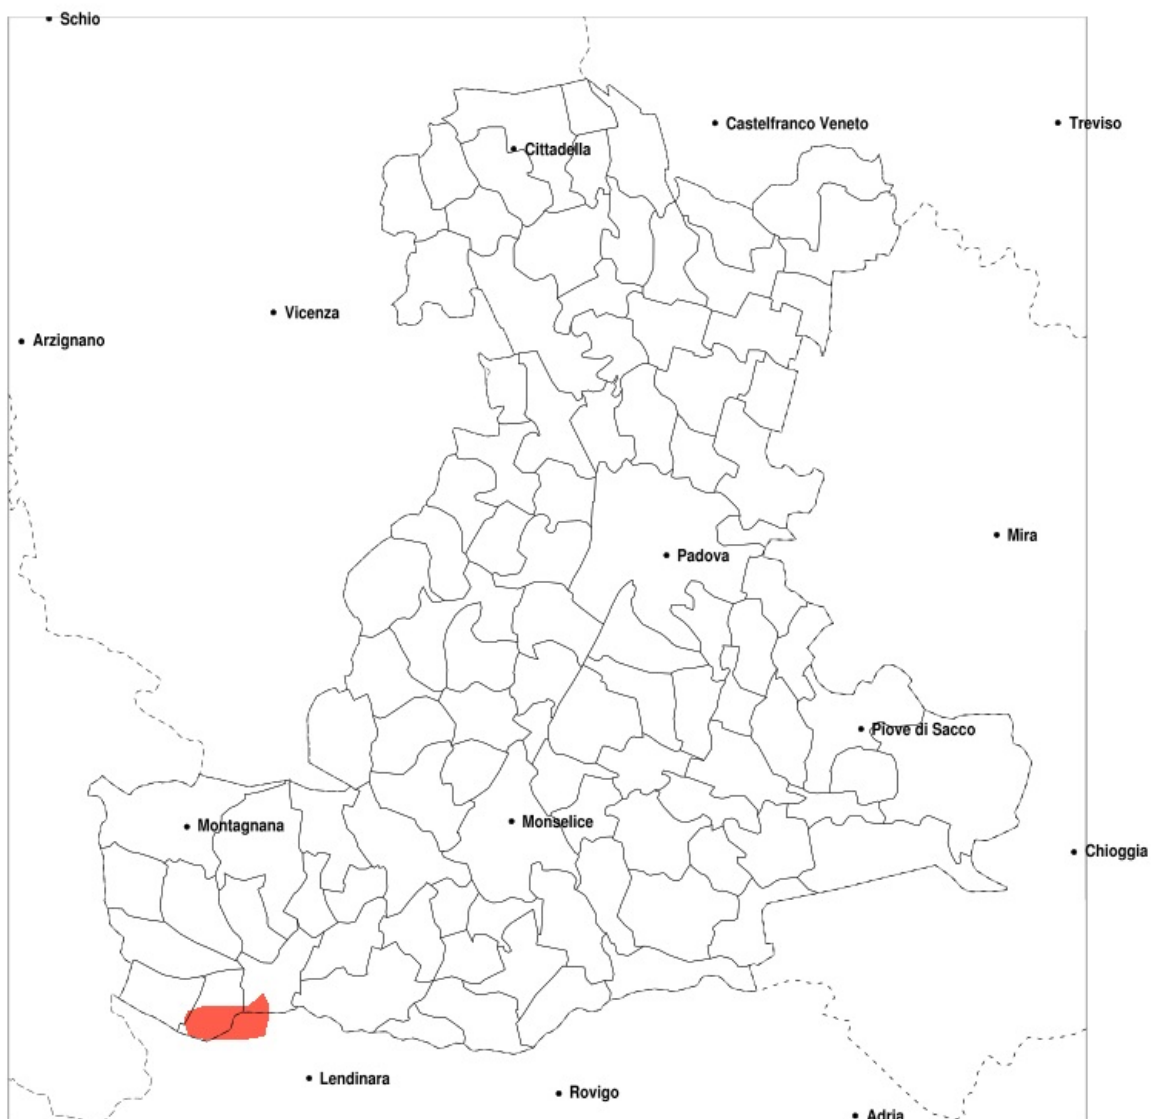 Schio
Castelfranco Veneto
Treviso
Cittadella
Vicenza
Arzignano
Mira
Padova
Piove di Sacco
Montagnana
Monselice
Chioggia
Lendinara
Rovigo
Adria